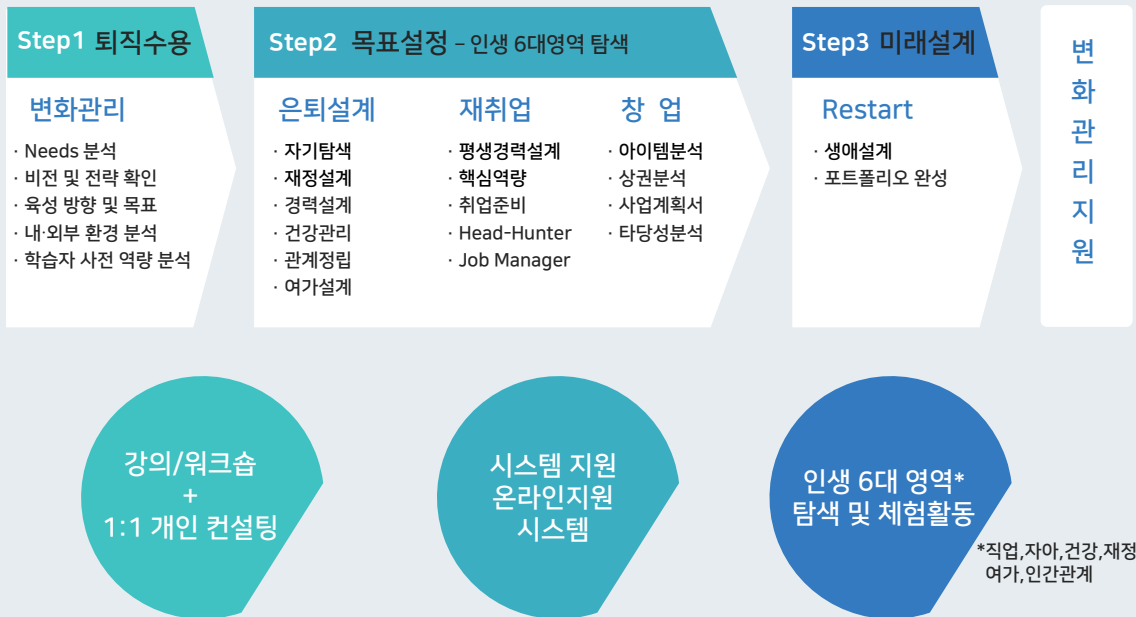 Step1 퇴직수용
변화관리
· Needs 분석
· 비전 및 전략 확인
· 육성 방향 및 목표
· 내·외부 환경 분석
· 학습자 사전 역량 분석
Step2 목표설정 – 인생 6대영역 탐색
은퇴설계
· 자기탐색
· 재정설계
· 경력설계
· 건강관리
· 관계정립
· 여가설계
재취업
· 평생경력설계
· 핵심역량
· 취업준비
· Head-Hunter
· Job Manager
창 업
· 아이템분석
· 상권분석
· 사업계획서
· 타당성분석
Step3 미래설계
Restart
· 생애설계
· 포트폴리오 완성
변
화
관
리
지
원
강의/워크숍
+
1:1 개인 컨설팅
시스템 지원
온라인지원
시스템
인생 6대 영역*
탐색 및 체험활동
*직업,자아,건강,재정
여가,인간관계